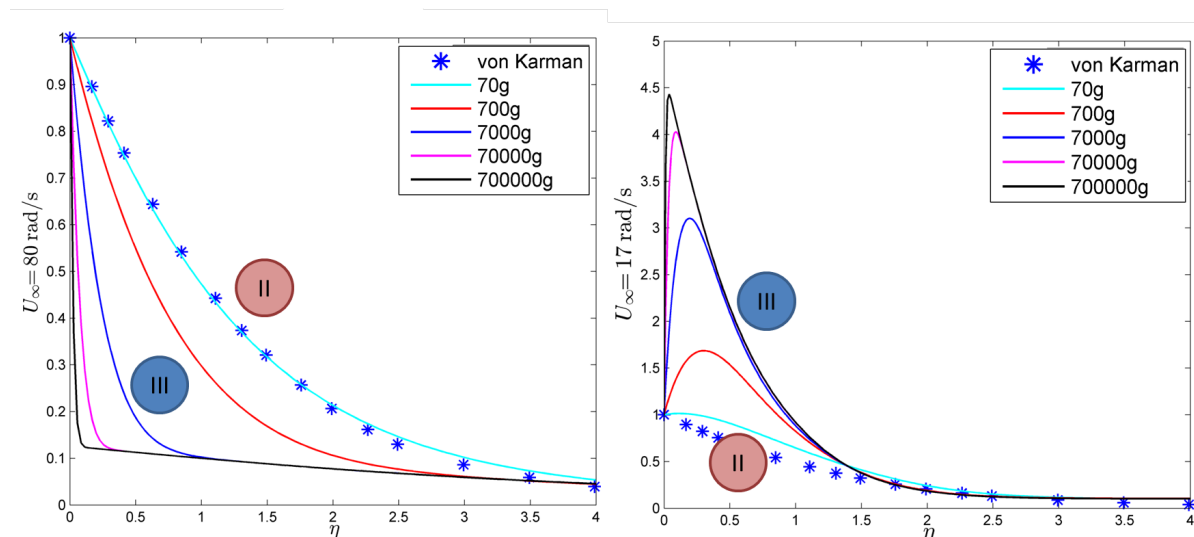 von Karman
70g
700g
7000g
70000g
700000g
II
III
U∞= 80 rad/s
1
0.9
0.8
0.7
0.6
0.5
0.4
0.3
0.2
0.1
0
0 0.5 1 1.5 2 2.5 3 3.5 4
η
von Karman
70g
700g
7000g
70000g
700000g
III
II
U∞= 17 rad/s
5
4.5
4
3.5
3
2.5
2
1.5
1
0.5
0
0 0.5 1 1.5 2 2.5 3 3.5 4
η